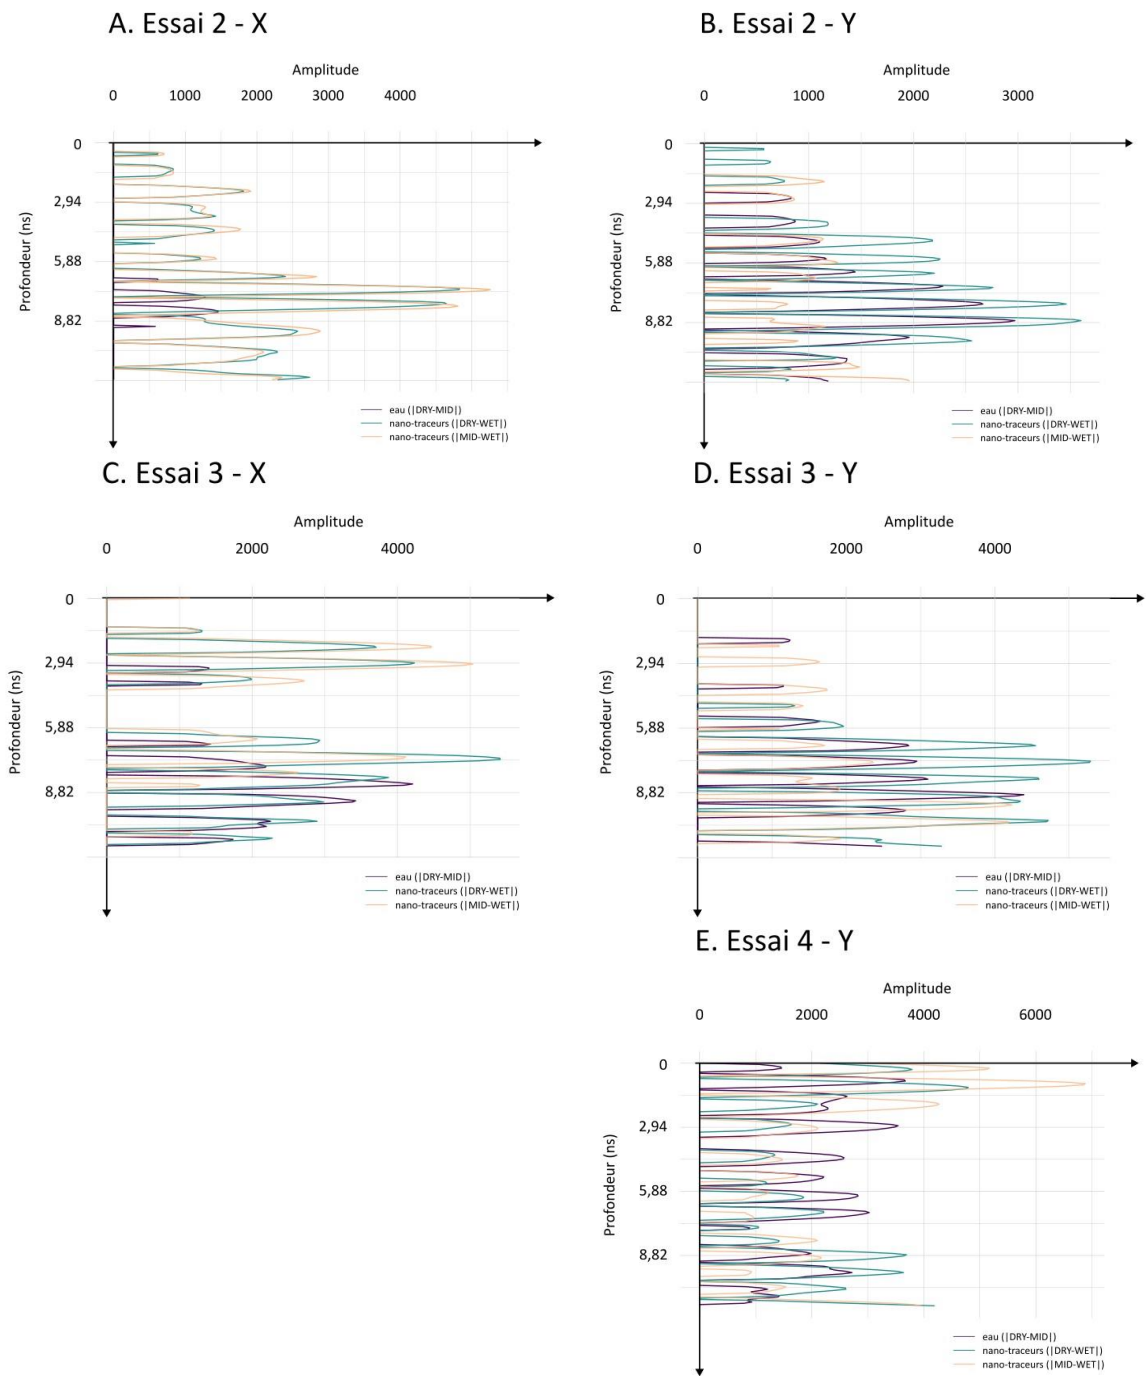 A. Essai 2 - X
Amplitude
0 1000 2000 3000 4000
0
2,94
5,88
8,82
Profondeur (ns)
eau (|DRY-MID|)
nano-traceurs (|DRY-WET|)
nano-traceurs (|MID-WET|)
B. Essai 2 - Y
Amplitude
0 1000 2000 3000
0
2,94
5,88
8,82
Profondeur (ns)
eau (|DRY-MID|)
nano-traceurs (|DRY-WET|)
nano-traceurs (|MID-WET|)
C. Essai 3 - X
Amplitude
0 2000 4000
0
2,94
5,88
8,82
Profondeur (ns)
eau (|DRY-MID|)
nano-traceurs (|DRY-WET|)
nano-traceurs (|MID-WET|)
D. Essai 3 - Y
Amplitude
0 2000 4000
0
2,94
5,88
8,82
Profondeur (ns)
eau (|DRY-MID|)
nano-traceurs (|DRY-WET|)
nano-traceurs (|MID-WET|)
E. Essai 4 - Y
Amplitude
0 2000 4000 6000
0
2,94
5,88
8,82
Profondeur (ns)
eau (|DRY-MID|)
nano-traceurs (|DRY-WET|)
nano-traceurs (|MID-WET|)